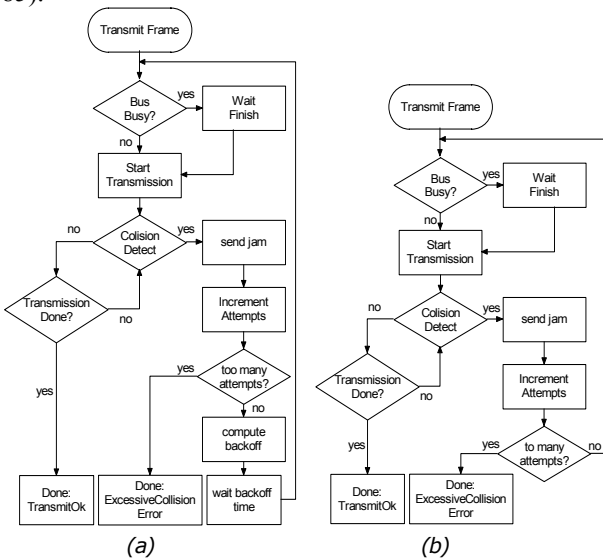 65).
Transmit Frame
Bus
Busy?
yes
Wait
Finish
no
Start
Transmission
no
Colision
Detect
yes
send jam
Transmission
Done?
no
Increment
Attempts
yes
yes
too many
attempts?
no
compute
backoff
Done:
TransmitOk
Done:
ExcessiveCollision
Error
wait backoff
time
(a)
Transmit Frame
Bus
Busy?
yes
Wait
Finish
no
Start
Transmission
no
Colision
Detect
yes
send jam
Transmission
Done?
no
Increment
Attempts
yes
yes
to many
attempts?
no
Done:
TransmitOk
Done:
ExcessiveCollision
Error
(b)